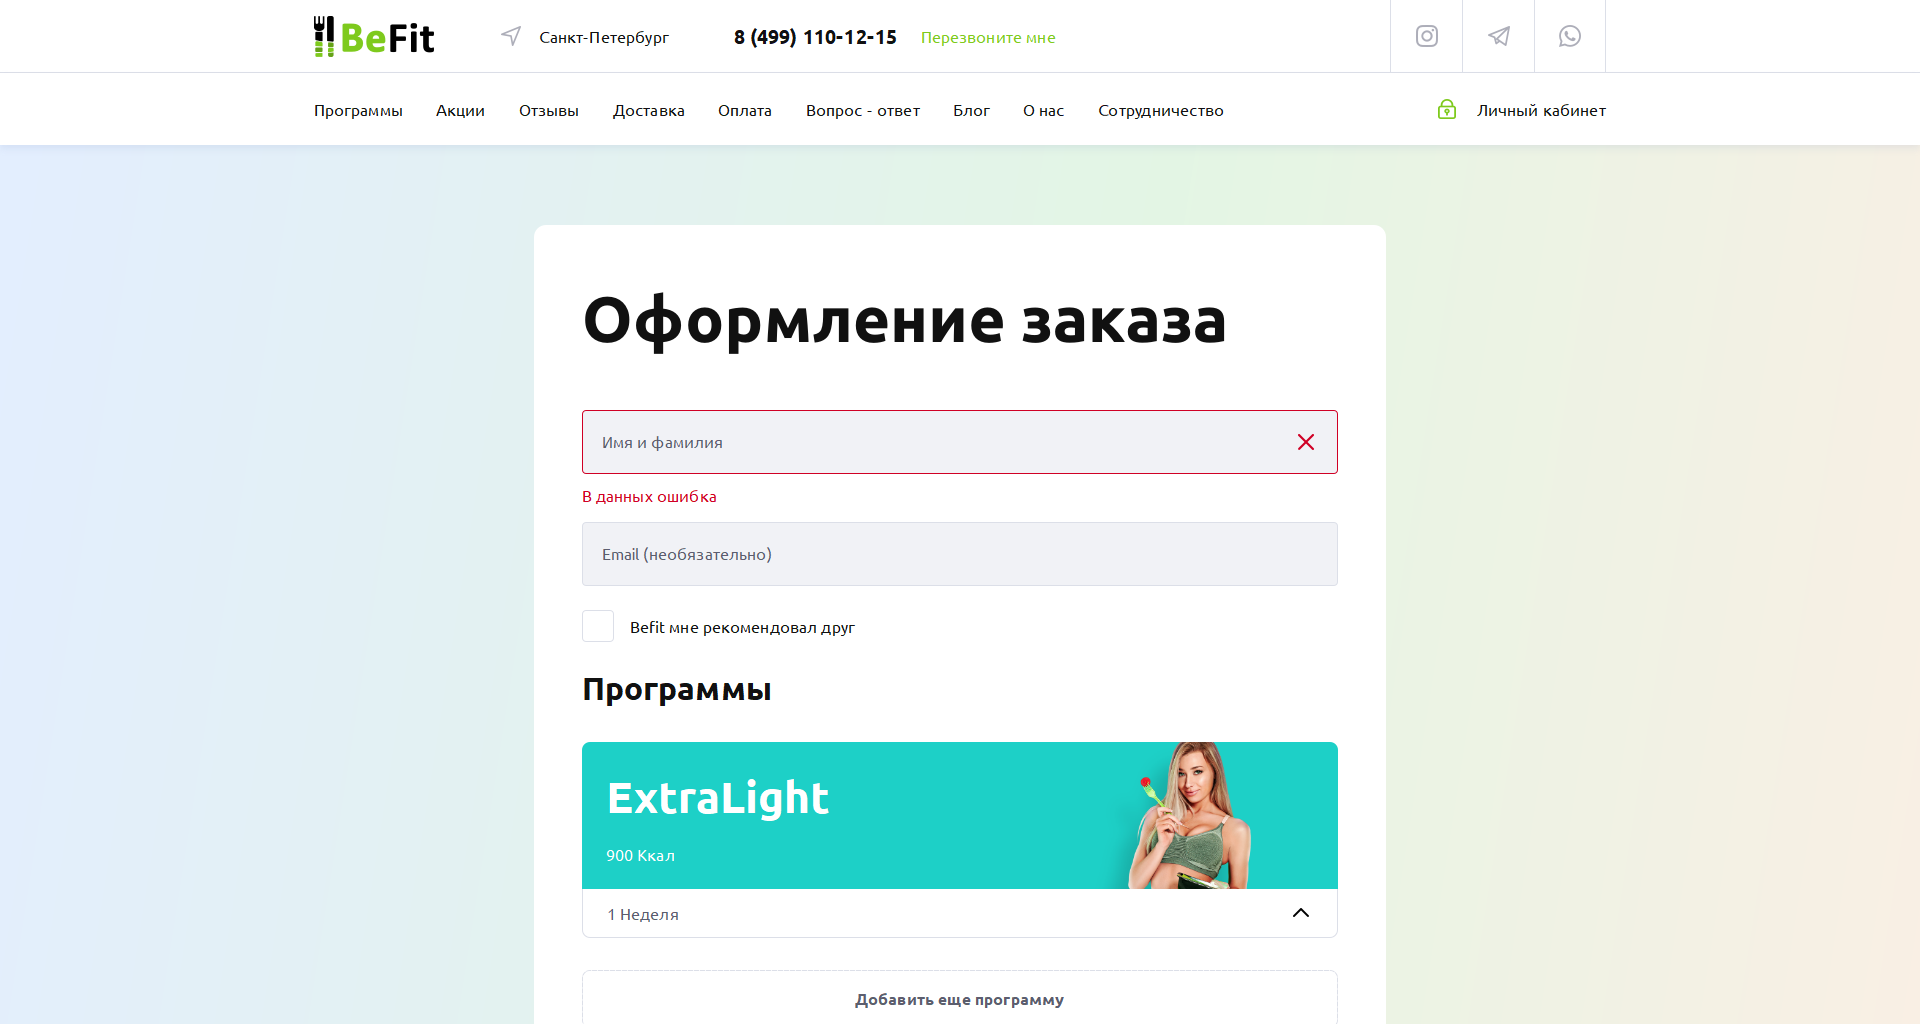 BeFit
Санкт-Петербург
8 (499) 110-12-15
Перезвоните мне
Программы
Акции
Отзывы
Доставка
Оплата
Вопрос - ответ
Блог
О нас
Сотрудничество
Личный кабинет
Оформление заказа
Имя и фамилия
В данных ошибка
Email (необязательно)
Befit мне рекомендовал друг
Программы
ExtraLight
900 Ккал
1 Неделя
Добавить еще программу